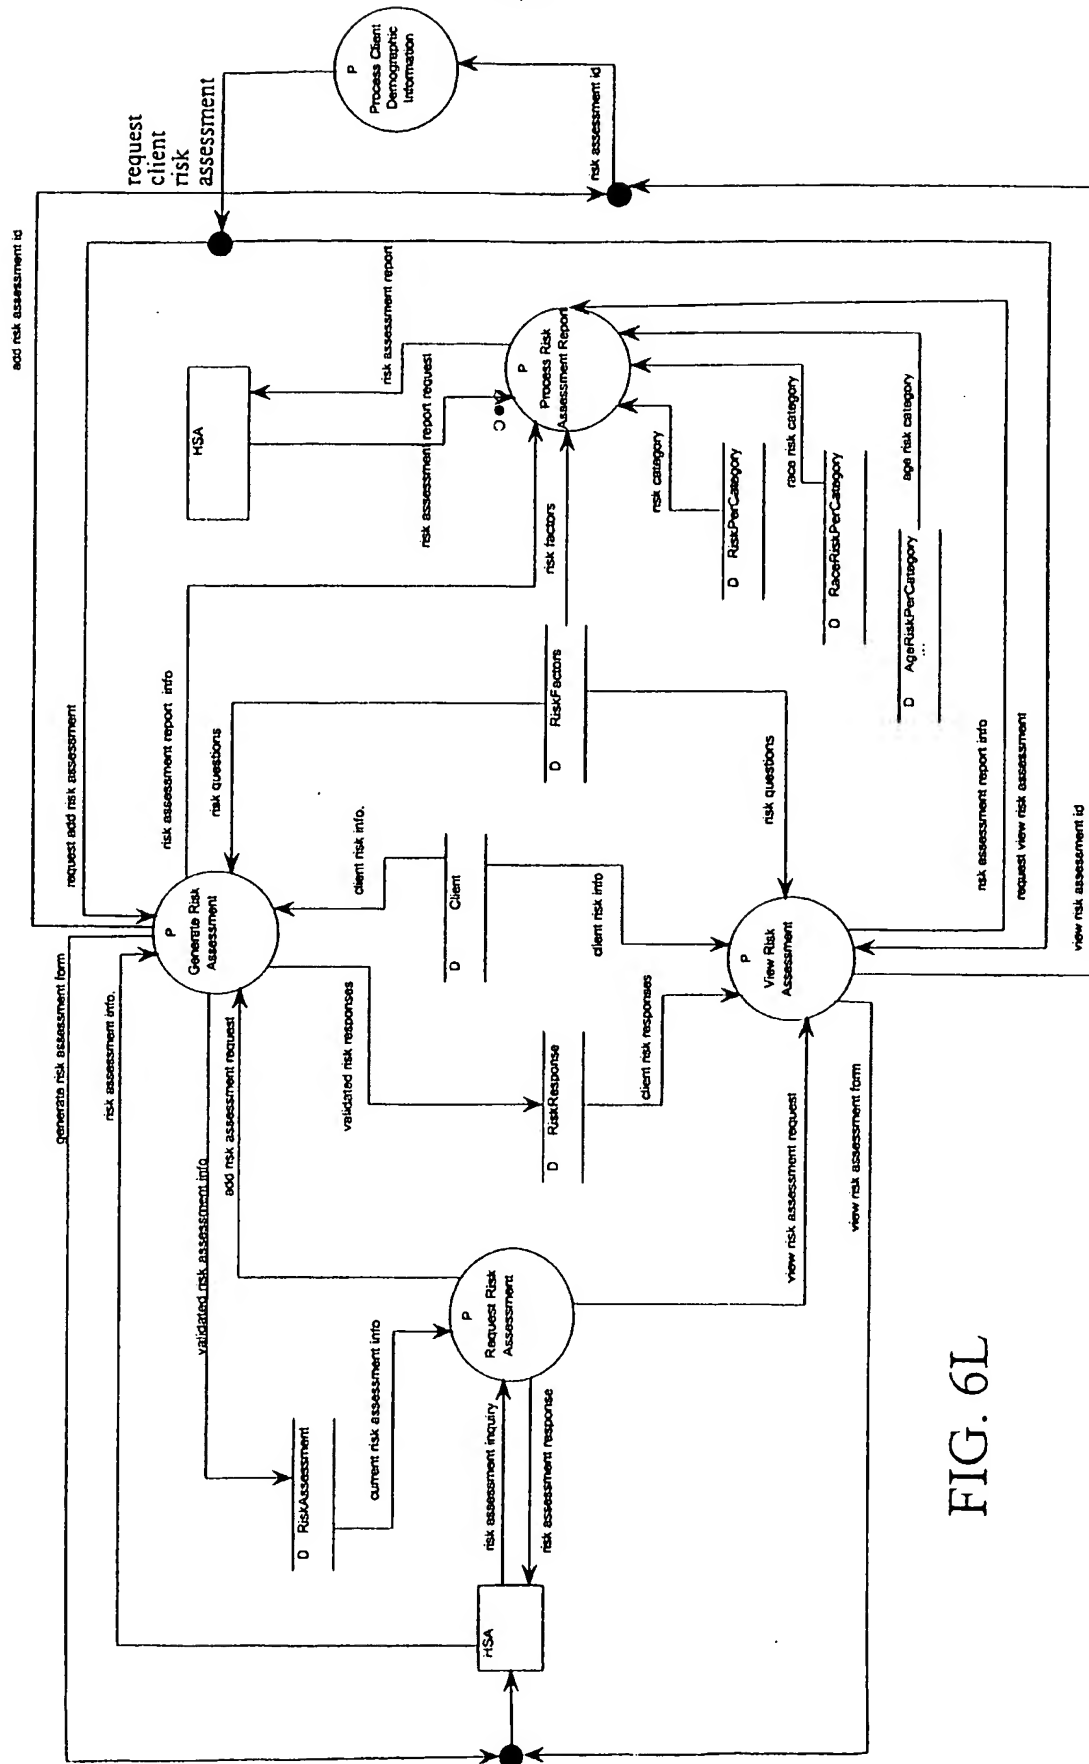 add risk assessment id
request
client
risk
assessment
P
Process Client
Demographic
Information
risk assessment id
request add risk assessment
HSA
risk assessment report
risk assessment report request
risk assessment report info
P
Process Risk
Assessment Report
C
risk factors
risk category
D RiskPerCategory
race risk category
D RaceRiskPerCategory
age risk category
D AgeRiskPerCategory
...
generate risk assessment form
risk assessment info.
P
Generate Risk
Assessment
risk questions
D RiskFactors
risk questions
client risk info.
D Client
client risk info
validated risk responses
D RiskResponse
client risk responses
P
View Risk
Assessment
risk assessment report info
request view risk assessment
view risk assessment id
validated risk assessment info
add risk assessment request
D RiskAssessment
current risk assessment info
P
Request Risk
Assessment
view risk assessment request
view risk assessment form
risk assessment inquiry
risk assessment response
HSA
FIG. 6L